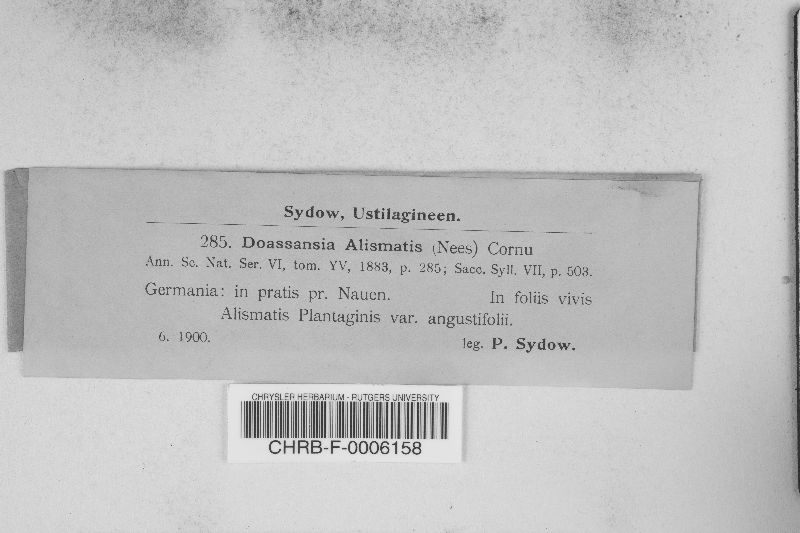 Sydow, Ustilagineen.
285. Doassansia Alismatis (Nees) Cornu
Ann. Sc. Nat. Ser. VI, tom. YV, 1883, p. 285; Sacc. Syll. VII, p. 503.
Germania: in pratis pr. Nauen. In foliis vivis
Alismatis Plantaginis var. angustifolii.
6. 1900. leg. P. Sydow.
CHRYSLER HERBARIUM - RUTGERS UNIVERSITY
CHRB-F-0006158